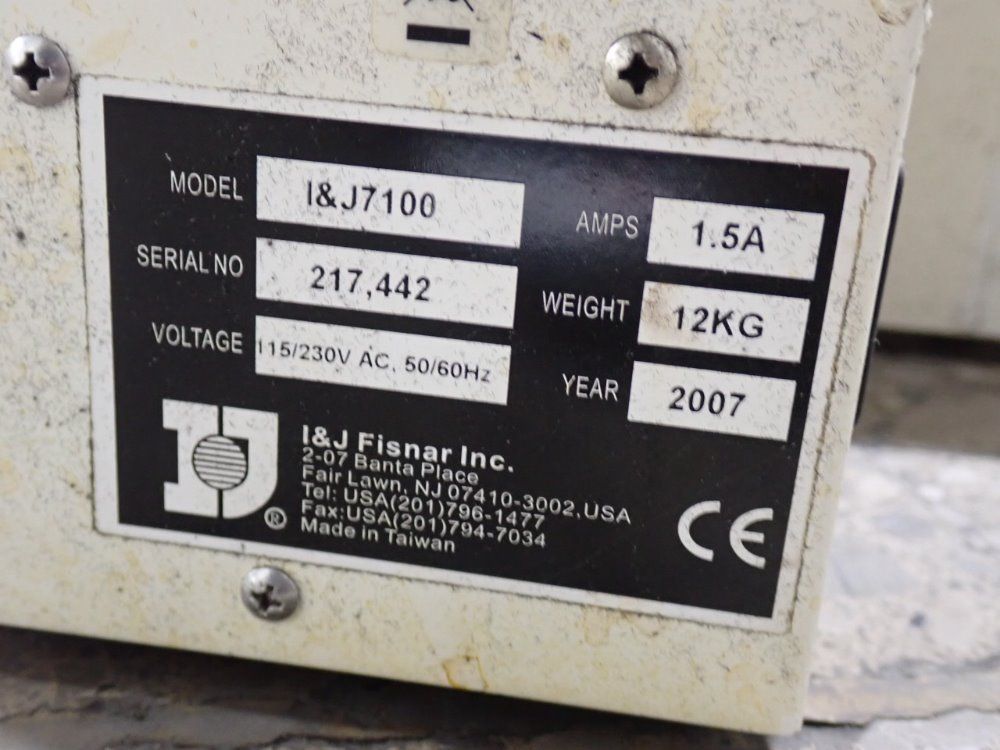 MODEL I&J7100
SERIAL NO 217,442
VOLTAGE 115/230V AC, 50/60Hz
AMPS 1.5A
WEIGHT 12KG
YEAR 2007
IJ ®
I&J Fisnar Inc.
2-07 Banta Place
Fair Lawn, NJ 07410-3002,USA
Tel: USA(201)796-1477
Fax:USA(201)794-7034
Made in Taiwan
CE